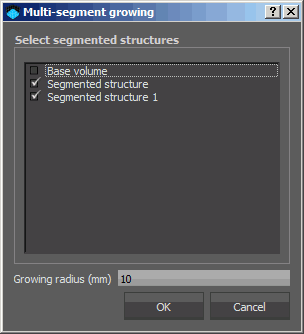 Multi-segment growing
Select segmented structures
Base volume
Segmented structure
Segmented structure 1
Growing radius (mm) 10
OK Cancel